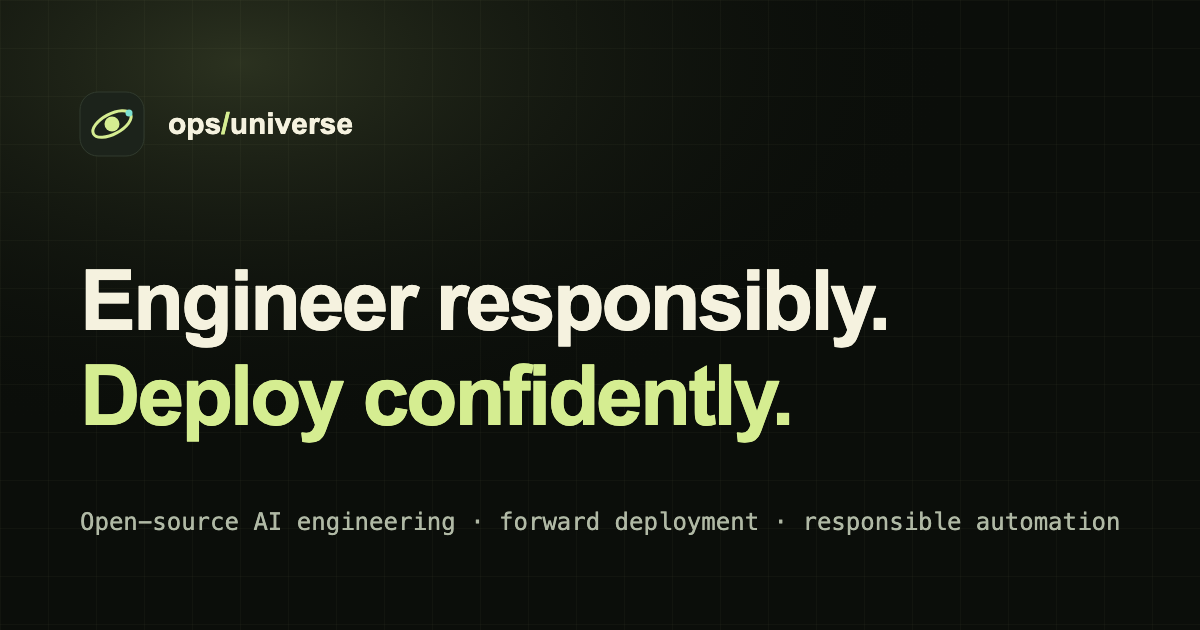 ops/universe
Engineer responsibly.
Deploy confidently.
Open-source AI engineering · forward deployment · responsible automation